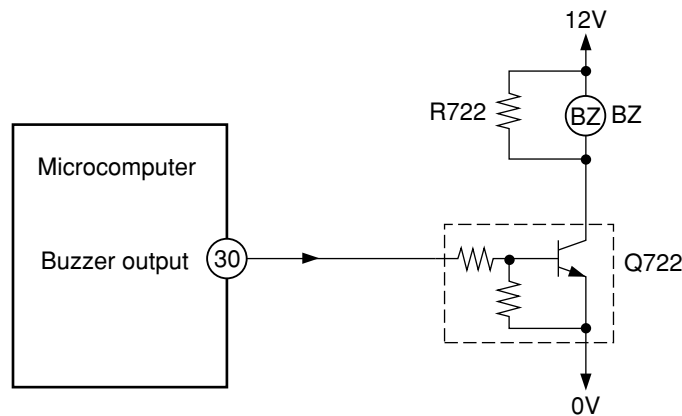 12V
R722
BZ BZ
Microcomputer
Buzzer output
30
Q722
0V